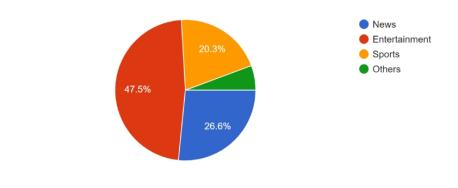 News
Entertainment
Sports
Others
20.3%
47.5%
26.6%